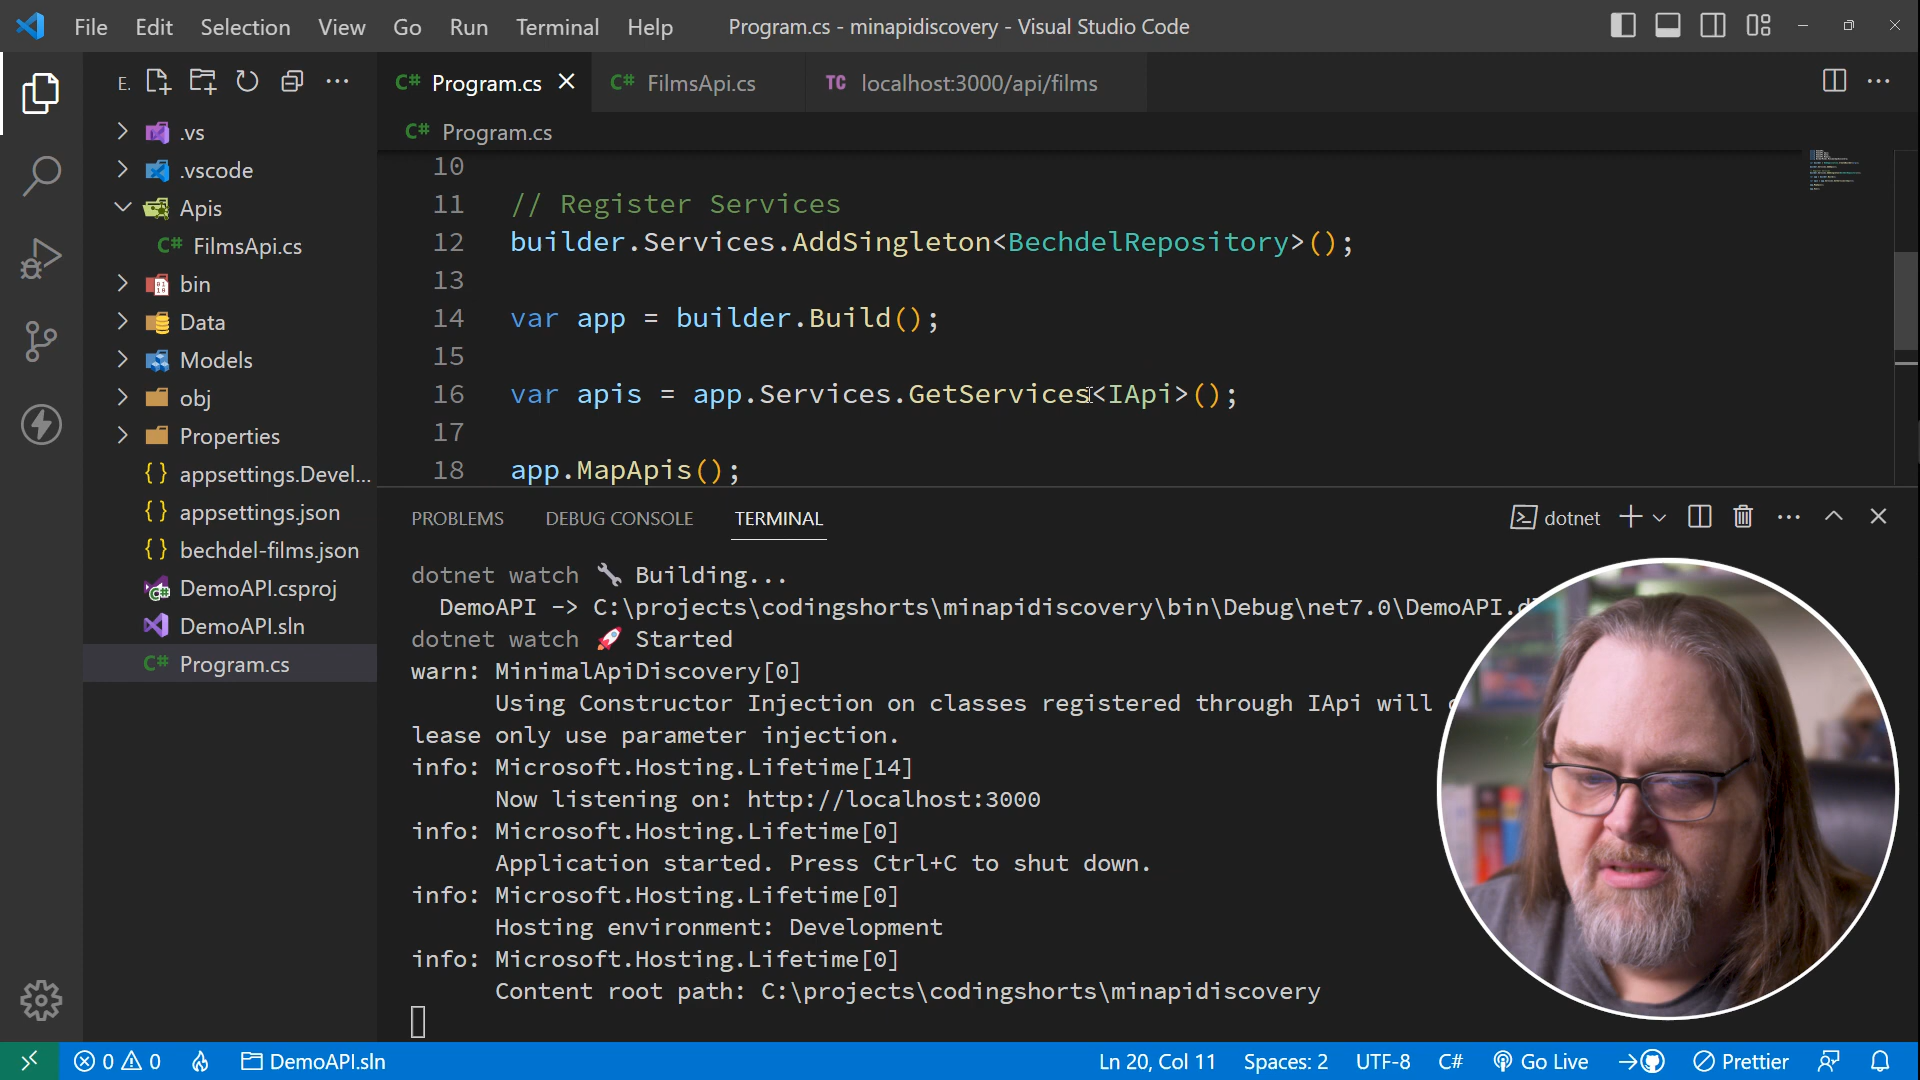 File Edit Selection View Go Run Terminal Help Program.cs - minapidiscovery - Visual Studio Code
E.
C# Program.cs
C# FilmsApi.cs
TC localhost:3000/api/films
C# Program.cs
.vs
.vscode
Apis
C# FilmsApi.cs
bin
Data
Models
obj
Properties
{} appsettings.Devel...
{} appsettings.json
{} bechdel-films.json
DemoAPI.csproj
DemoAPI.sln
C# Program.cs
10
11 // Register Services
12 builder.Services.AddSingleton<BechdelRepository>();
13
14 var app = builder.Build();
15
16 var apis = app.Services.GetServices<IApi>();
17
18 app.MapApis();
PROBLEMS DEBUG CONSOLE TERMINAL
dotnet
dotnet watch 🔧 Building...
DemoAPI -> C:\projects\codingshorts\minapidiscovery\bin\Debug\net7.0\DemoAPI.
dotnet watch 🚀 Started
warn: MinimalApiDiscovery[0]
Using Constructor Injection on classes registered through IApi will
lease only use parameter injection.
info: Microsoft.Hosting.Lifetime[14]
Now listening on: http://localhost:3000
info: Microsoft.Hosting.Lifetime[0]
Application started. Press Ctrl+C to shut down.
info: Microsoft.Hosting.Lifetime[0]
Hosting environment: Development
info: Microsoft.Hosting.Lifetime[0]
Content root path: C:\projects\codingshorts\minapidiscovery
0 0 DemoAPI.sln Ln 20, Col 11 Spaces: 2 UTF-8 C# Go Live Prettier